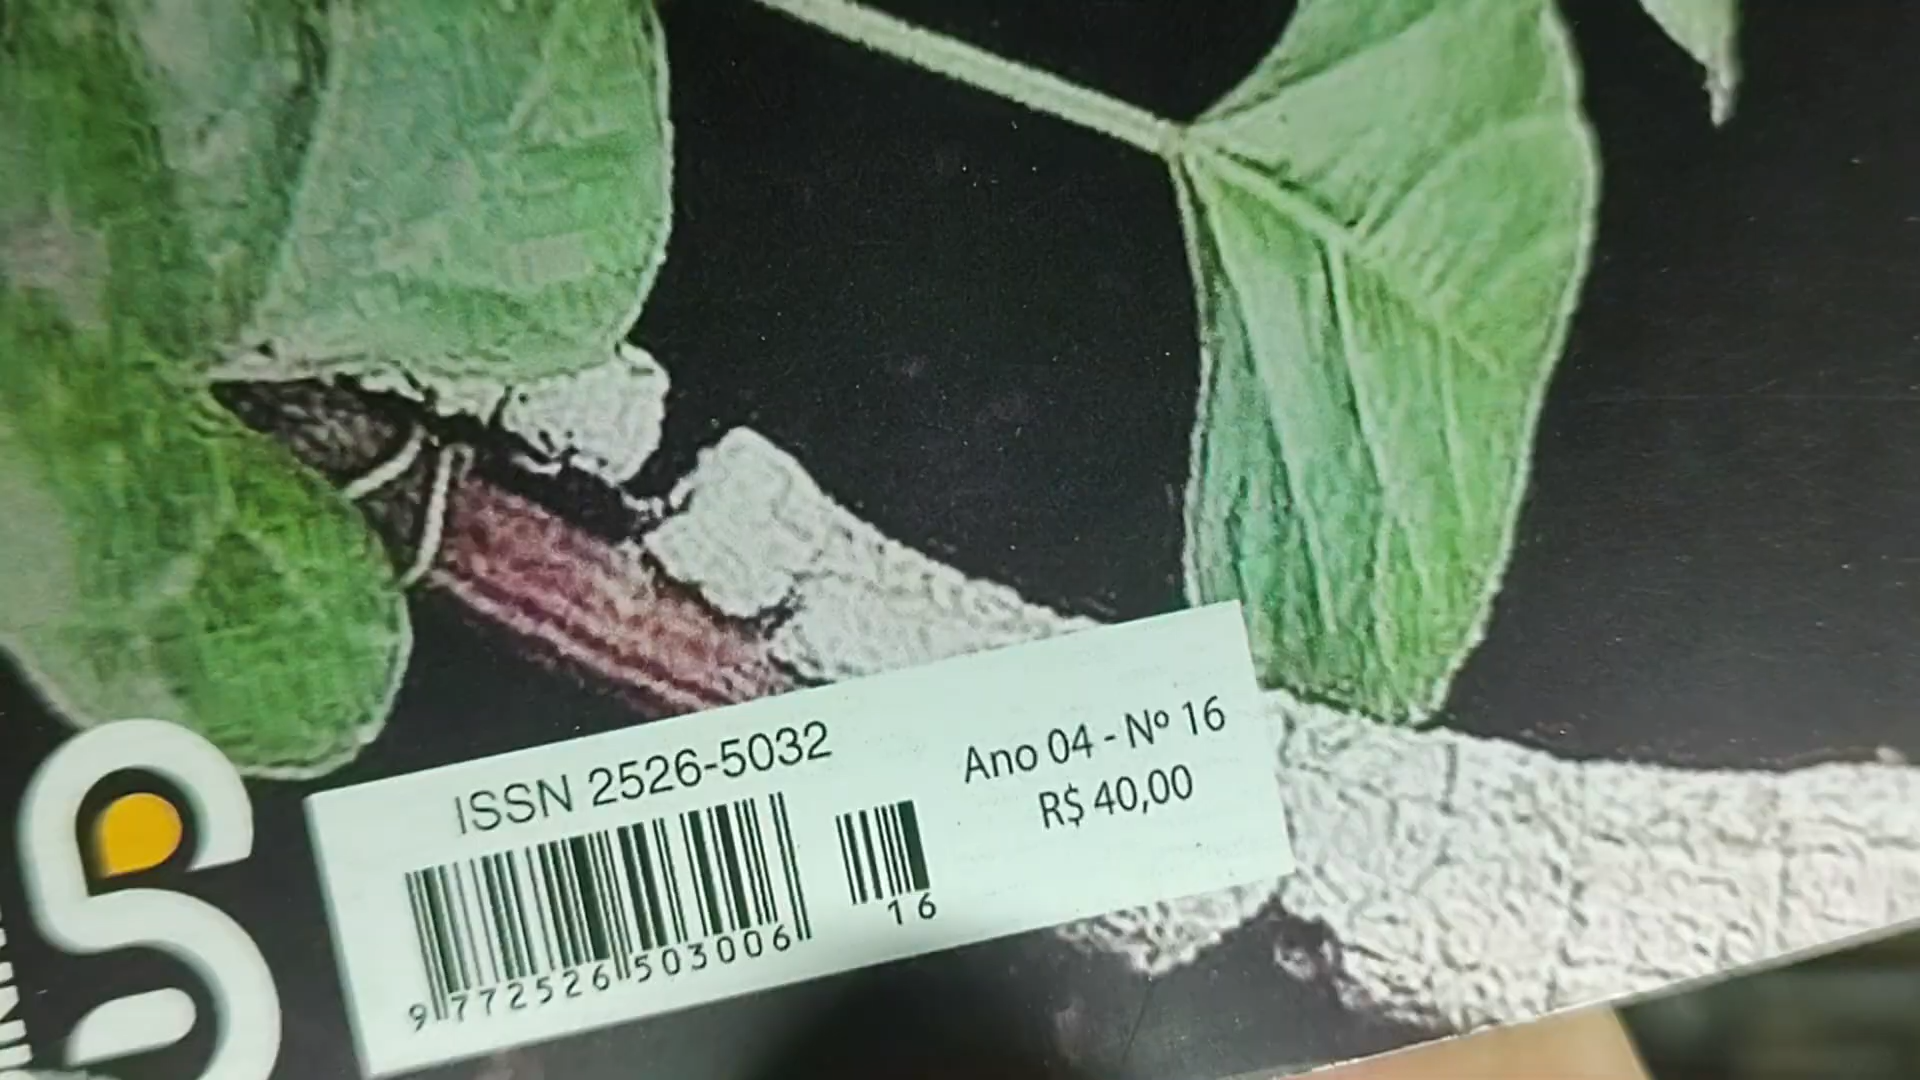 ISSN 2526-5032
Ano 04 - Nº 16
R$ 40,00
16
9 772526 503006